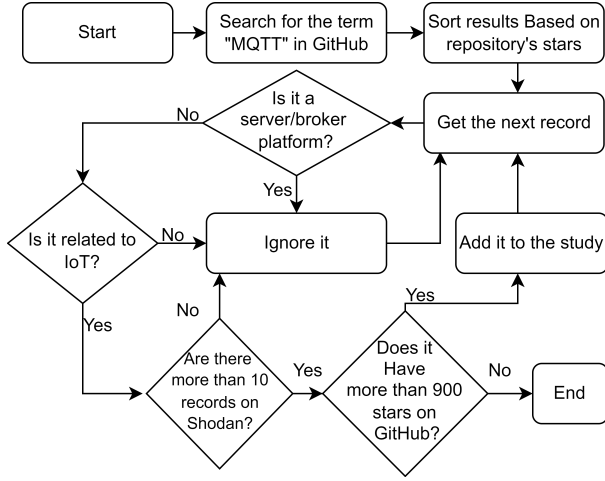 Start
Search for the term
"MQTT" in GitHub
Sort results Based on
repository's stars
Is it a
server/broker
platform?
No
Get the next record
Yes
Is it related to
IoT?
No
Ignore it
Add it to the study
Yes
No
Are there
more than 10
records on
Shodan?
Yes
Yes
Does it
Have
more than 900
stars on
GitHub?
No
End